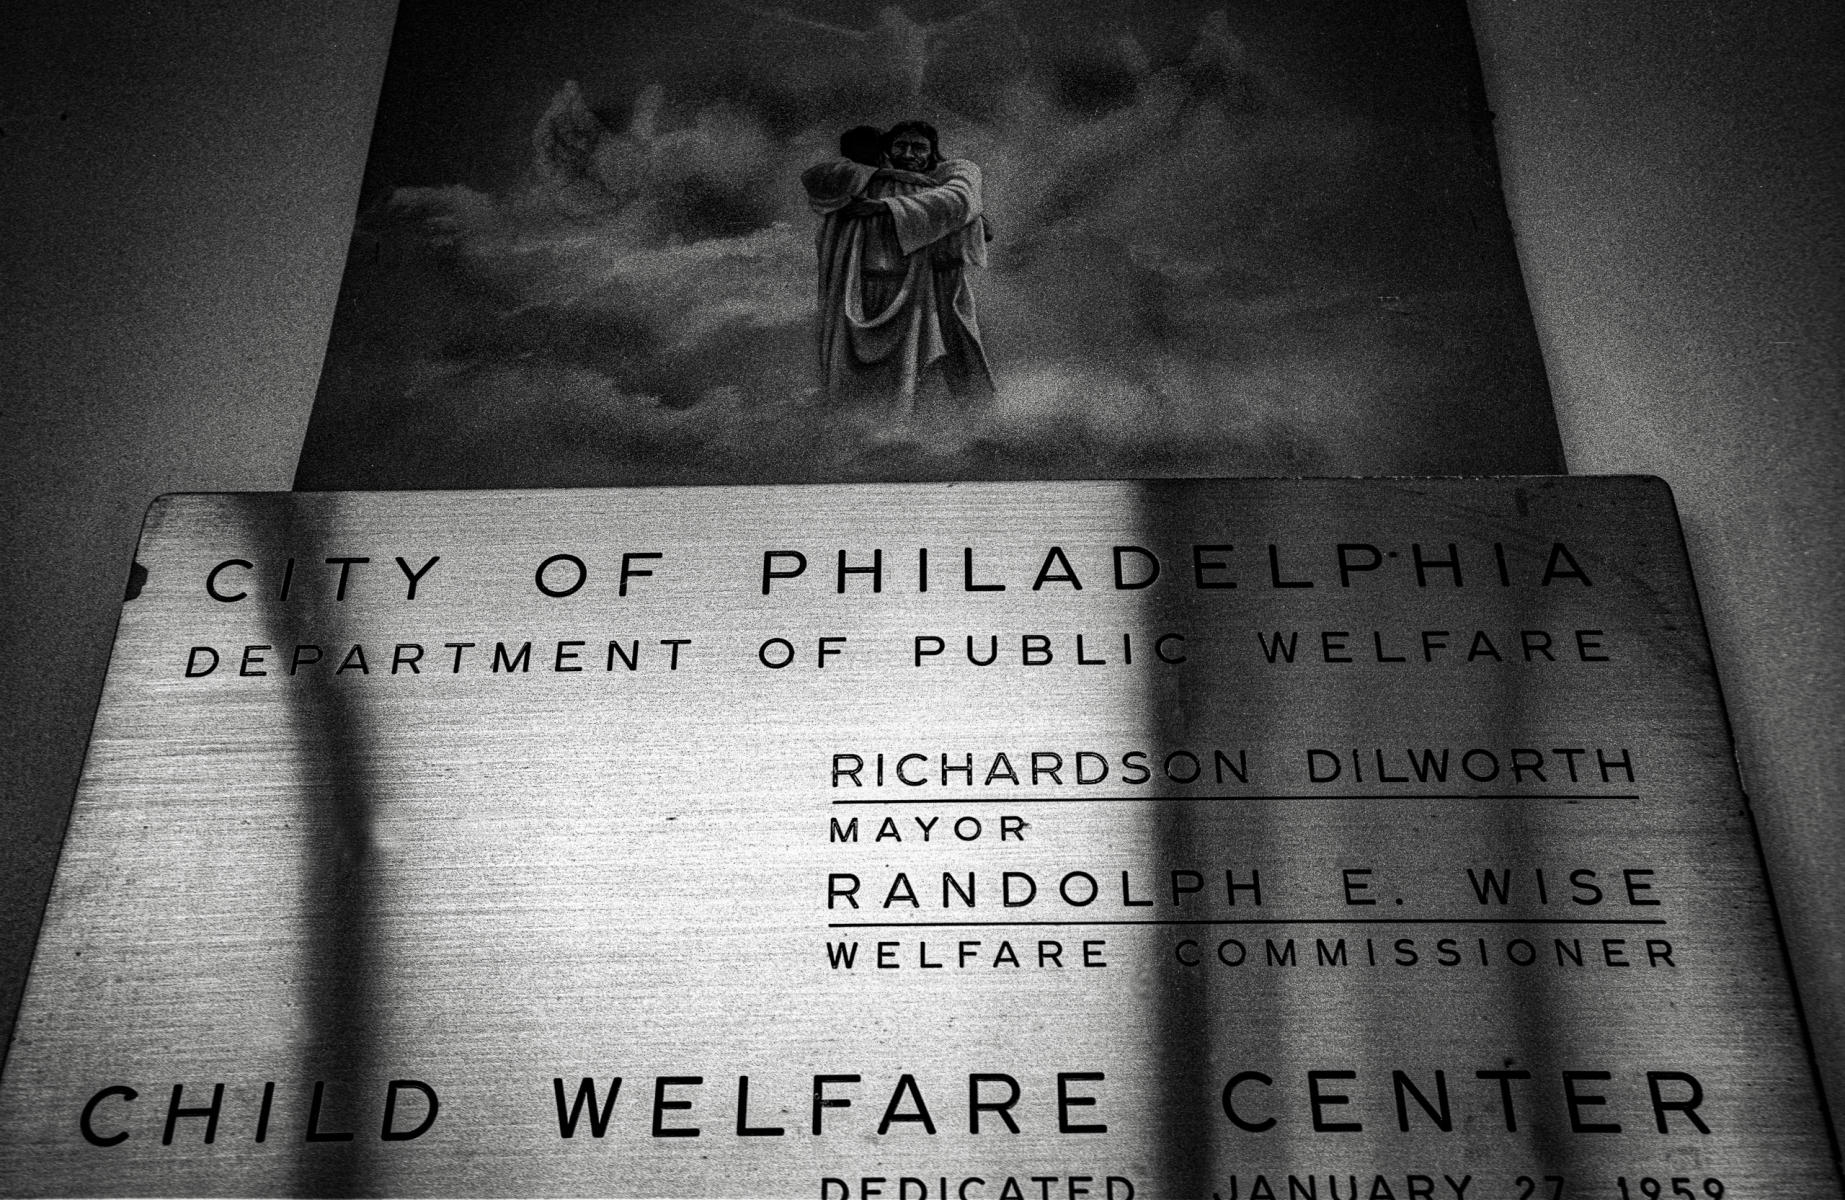 CITY OF PHILADELPHIA
DEPARTMENT OF PUBLIC WELFARE
RICHARDSON DILWORTH
MAYOR
RANDOLPH E. WISE
WELFARE COMMISSIONER
CHILD WELFARE CENTER
DEDICATED JANUARY 27 1959